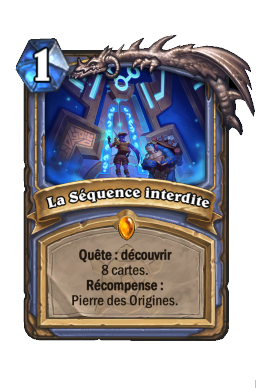 1
La Séquence interdite
Quête : découvrir
8 cartes.
Récompense :
Pierre des Origines.